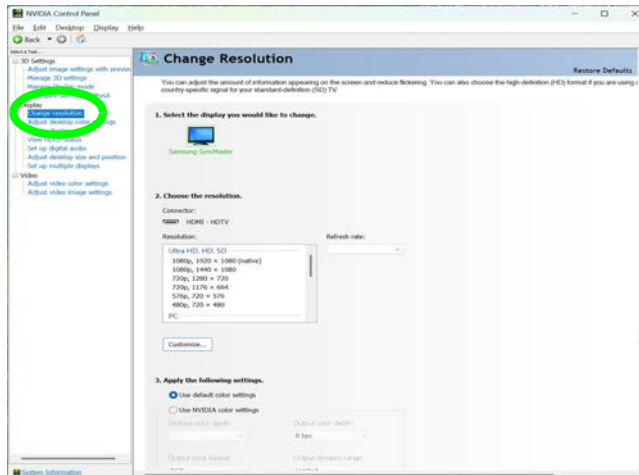 NVIDIA Control Panel
File Edit Desktop Display Help
Back
Select a Task...
3D Settings
Adjust image settings with preview
Manage 3D settings
Manage Display mode
Display
Change resolution
Adjust desktop color settings
View HDCP status
Set up digital audio
Adjust desktop size and position
Set up multiple displays
Video
Adjust video color settings
Adjust video image settings
System Information
Change Resolution
Restore Defaults
You can adjust the amount of information appearing on the screen and reduce flickering. You can also choose the high-definition (HD) format if you are using a
country-specific signal for your standard-definition (SD) TV.
1. Select the display you would like to change.
Samsung SyncMaster
2. Choose the resolution.
Connector:
HDMI - HDTV
Resolution:
Refresh rate:
Ultra HD, HD, SD
1080p, 1920 × 1080 (native)
1080p, 1440 × 1080
720p, 1280 × 720
720p, 1176 × 664
576p, 720 × 576
480p, 720 × 480
PC
Customize...
3. Apply the following settings.
Use default color settings
Use NVIDIA color settings
Desktop color depth:
Output color depth:
8 bpc
Output color format:
Output dynamic range: